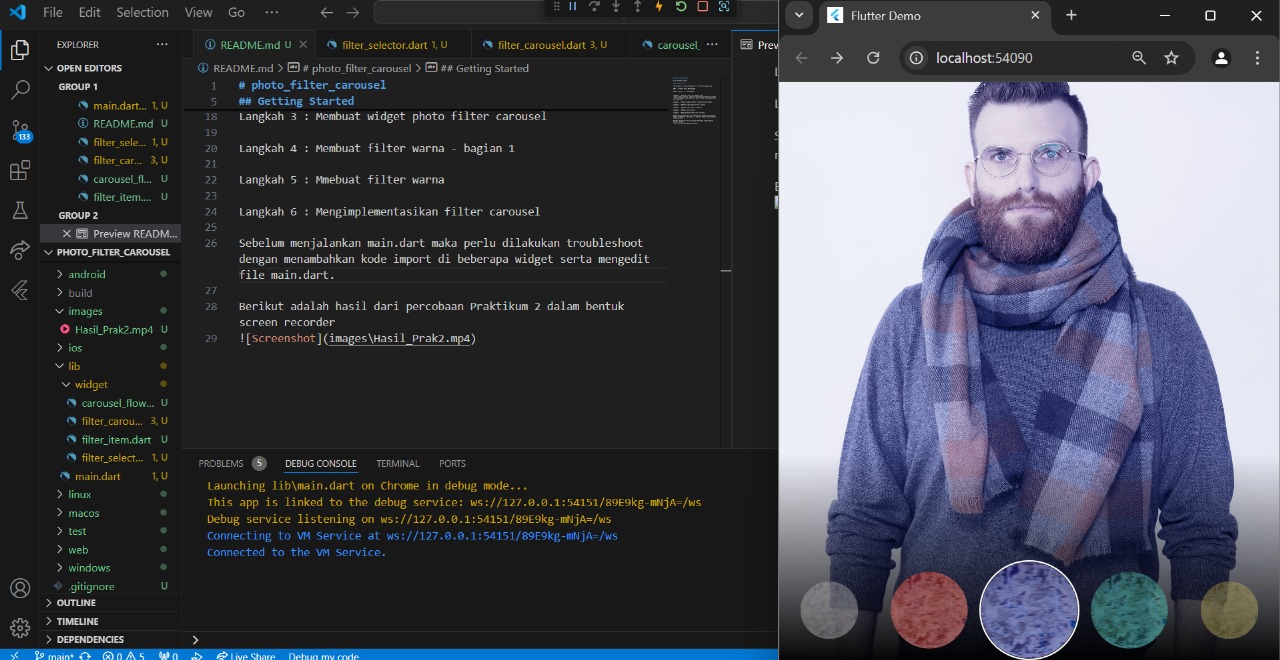 File Edit Selection View Go ···
EXPLORER ···
OPEN EDITORS
GROUP 1
main.dart... 1, U
README.md U
filter_sele... 1, U
filter_car... 3, U
carousel_fl... U
filter_item.... U
GROUP 2
Preview READM...
PHOTO_FILTER_CAROUSEL
android
build
images
Hasil_Prak2.mp4 U
ios
lib
widget
carousel_flow... U
filter_carou... 3, U
filter_item.dart U
filter_select... 1, U
main.dart 1, U
linux
macos
test
web
windows
.gitignore U
OUTLINE
TIMELINE
DEPENDENCIES
133
README.md U filter_selector.dart 1, U filter_carousel.dart 3, U carousel_ ··· Prev
README.md > # photo_filter_carousel > ## Getting Started
1 # photo_filter_carousel
5 ## Getting Started
18 Langkah 3 : Membuat widget photo filter carousel
19
20 Langkah 4 : Membuat filter warna - bagian 1
21
22 Langkah 5 : Mmebuat filter warna
23
24 Langkah 6 : Mengimplementasikan filter carousel
25
26 Sebelum menjalankan main.dart maka perlu dilakukan troubleshoot
dengan menambahkan kode import di beberapa widget serta mengedit
file main.dart.
27
28 Berikut adalah hasil dari percobaan Praktikum 2 dalam bentuk
screen recorder
29 ![Screenshot](images\Hasil_Prak2.mp4)
PROBLEMS 5 DEBUG CONSOLE TERMINAL PORTS
Launching lib\main.dart on Chrome in debug mode...
This app is linked to the debug service: ws://127.0.0.1:54151/89E9kg-mNjA=/ws
Debug service listening on ws://127.0.0.1:54151/89E9kg-mNjA=/ws
Connecting to VM Service at ws://127.0.0.1:54151/89E9kg-mNjA=/ws
Connected to the VM Service.
main* 0 5 0 Live Share Debug my code
Flutter Demo
localhost:54090